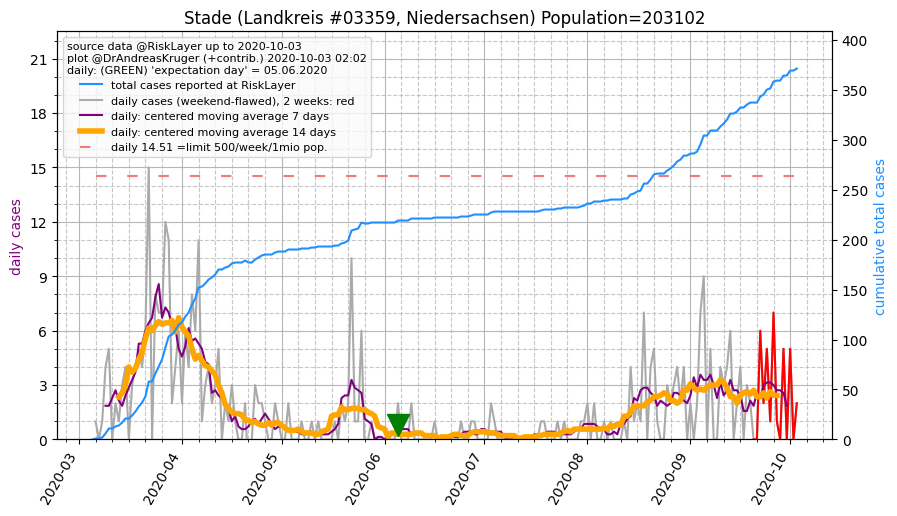 Stade (Landkreis #03359, Niedersachsen) Population=203102
source data @RiskLayer up to 2020-10-03
plot @DrAndreasKruger (+contrib.) 2020-10-03 02:02
daily: (GREEN) 'expectation day' = 05.06.2020
total cases reported at RiskLayer
daily cases (weekend-flawed), 2 weeks: red
daily: centered moving average 7 days
daily: centered moving average 14 days
daily 14.51 =limit 500/week/1mio pop.
daily cases
21
18
15
12
9
6
3
0
cumulative total cases
400
350
300
250
200
150
100
50
0
2020-03
2020-04
2020-05
2020-06
2020-07
2020-08
2020-09
2020-10